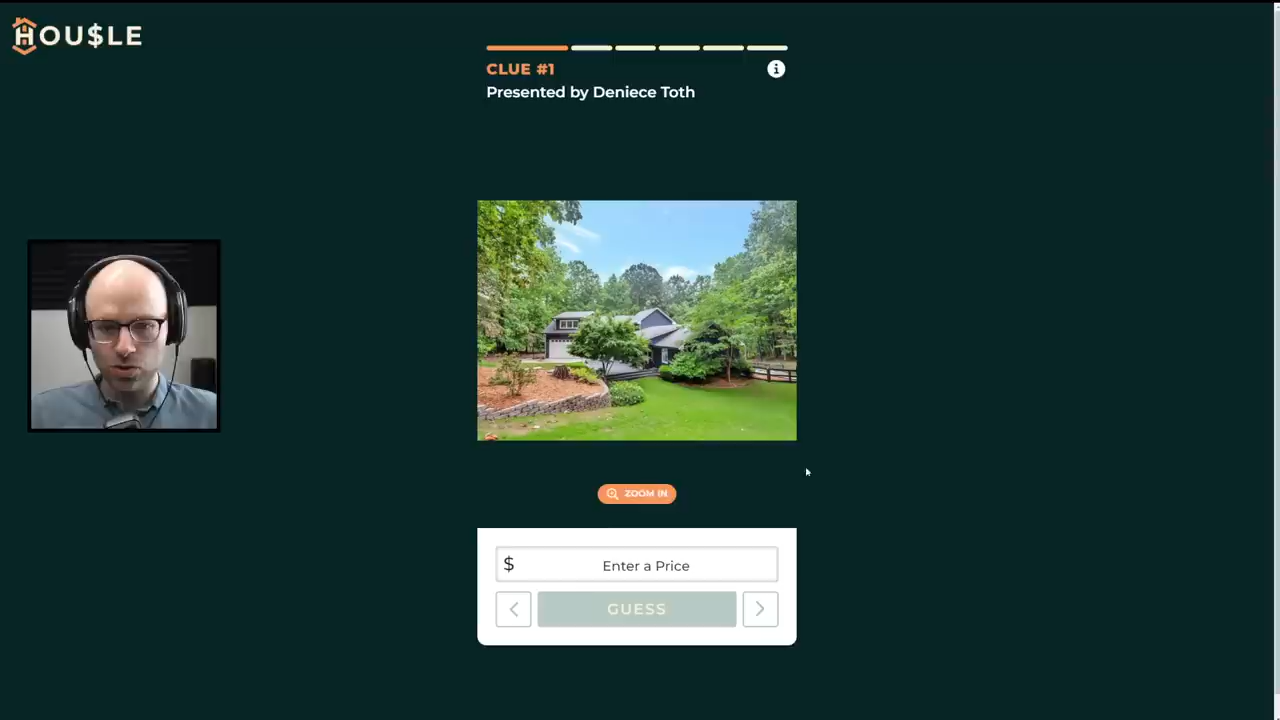 HOU$LE
CLUE #1
Presented by Deniece Toth
ZOOM IN
$ Enter a Price
GUESS